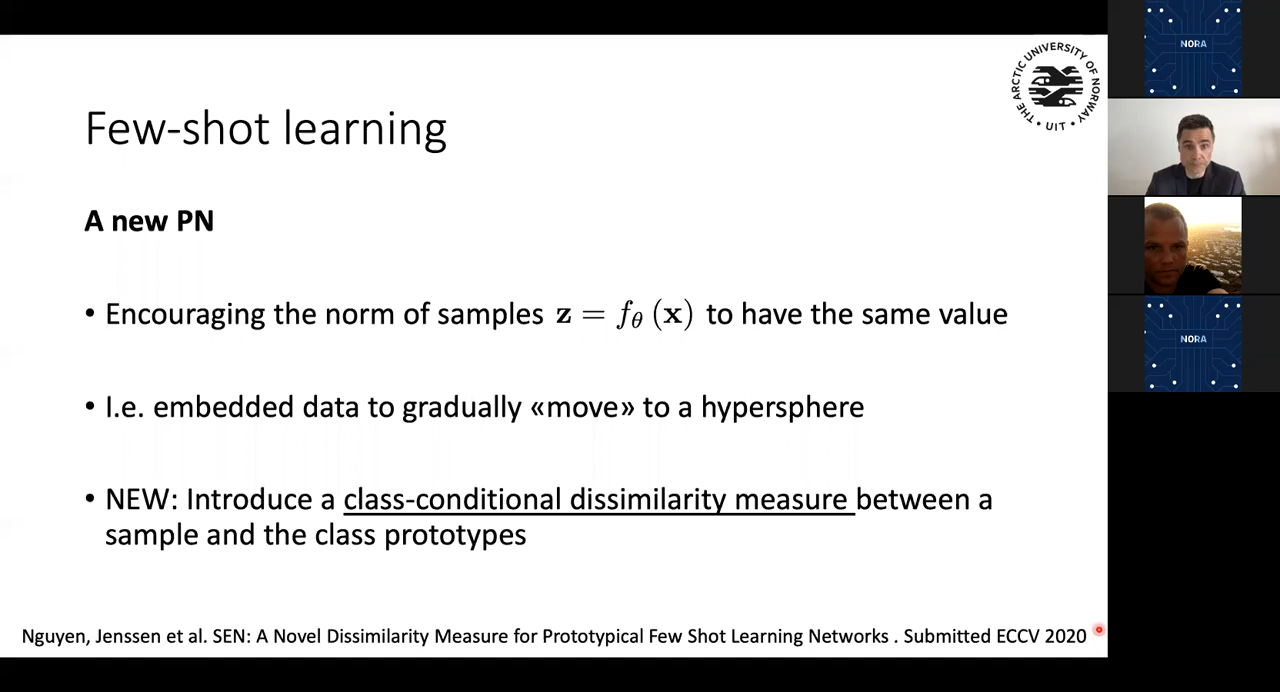 THE ARCTIC UNIVERSITY OF NORWAY • UIT •
Few-shot learning
A new PN
• Encouraging the norm of samples z = fθ (x) to have the same value
• I.e. embedded data to gradually «move» to a hypersphere
• NEW: Introduce a class-conditional dissimilarity measure between a
sample and the class prototypes
Nguyen, Jenssen et al. SEN: A Novel Dissimilarity Measure for Prototypical Few Shot Learning Networks . Submitted ECCV 2020
NORA
NORA